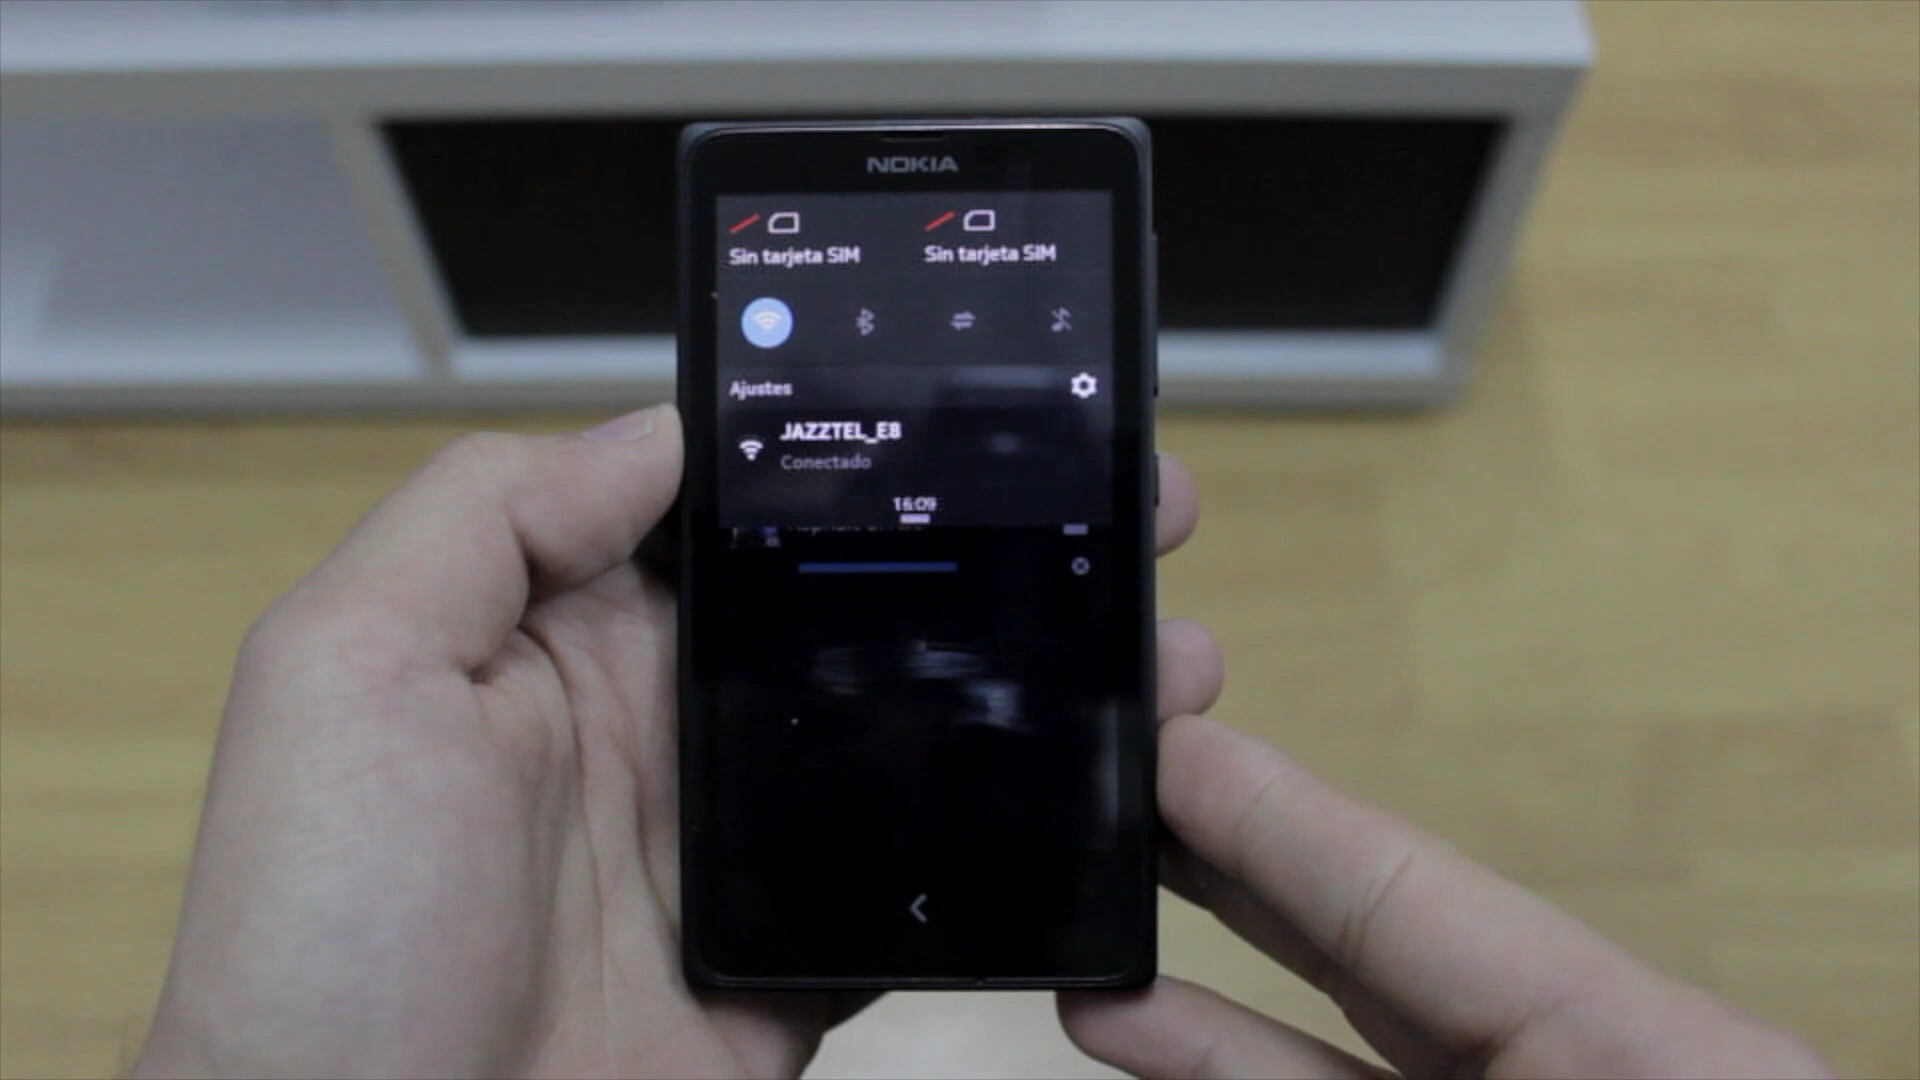 NOKIA
Sin tarjeta SIM Sin tarjeta SIM
Ajustes
JAZZTEL_E8
Conectado
16:09